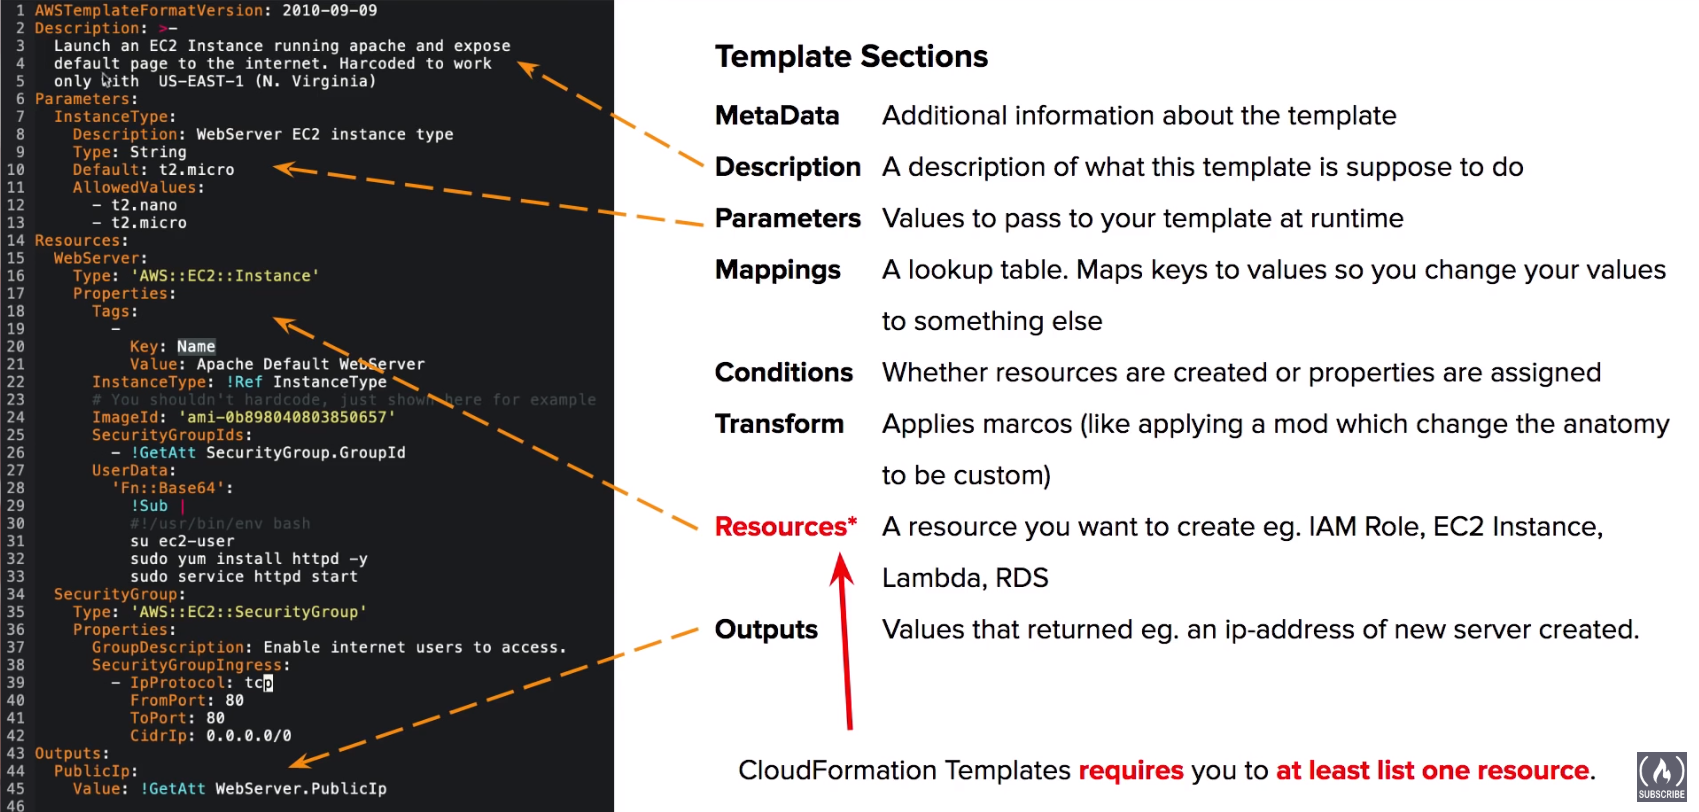 1 AWSTemplateFormatVersion: 2010-09-09
2 Description: >-
3   Launch an EC2 Instance running apache and expose
4   default page to the internet. Harcoded to work
5   only with  US-EAST-1 (N. Virginia)
6 Parameters:
7   InstanceType:
8     Description: WebServer EC2 instance type
9     Type: String
10     Default: t2.micro
11     AllowedValues:
12       - t2.nano
13       - t2.micro
14 Resources:
15   WebServer:
16     Type: 'AWS::EC2::Instance'
17     Properties:
18       Tags:
19         -
20           Key: Name
21           Value: Apache Default WebServer
22       InstanceType: !Ref InstanceType
23       # You shouldn't hardcode, just shown here for example
24       ImageId: 'ami-0b898040803850657'
25       SecurityGroupIds:
26         - !GetAtt SecurityGroup.GroupId
27       UserData:
28         'Fn::Base64':
29           !Sub |
30           #!/usr/bin/env bash
31           su ec2-user
32           sudo yum install httpd -y
33           sudo service httpd start
34   SecurityGroup:
35     Type: 'AWS::EC2::SecurityGroup'
36     Properties:
37       GroupDescription: Enable internet users to access.
38       SecurityGroupIngress:
39         - IpProtocol: tcp
40           FromPort: 80
41           ToPort: 80
42           CidrIp: 0.0.0.0/0
43 Outputs:
44   PublicIp:
45     Value: !GetAtt WebServer.PublicIp
46
Template Sections
MetaData Additional information about the template
Description A description of what this template is suppose to do
Parameters Values to pass to your template at runtime
Mappings A lookup table. Maps keys to values so you change your values
to something else
Conditions Whether resources are created or properties are assigned
Transform Applies marcos (like applying a mod which change the anatomy
to be custom)
Resources* A resource you want to create eg. IAM Role, EC2 Instance,
Lambda, RDS
Outputs Values that returned eg. an ip-address of new server created.
CloudFormation Templates requires you to at least list one resource.
SUBSCRIBE